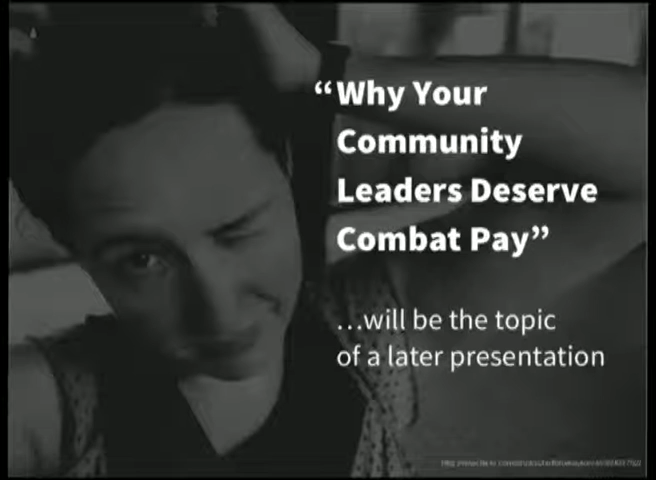 “Why Your
Community
Leaders Deserve
Combat Pay”
…will be the topic
of a later presentation